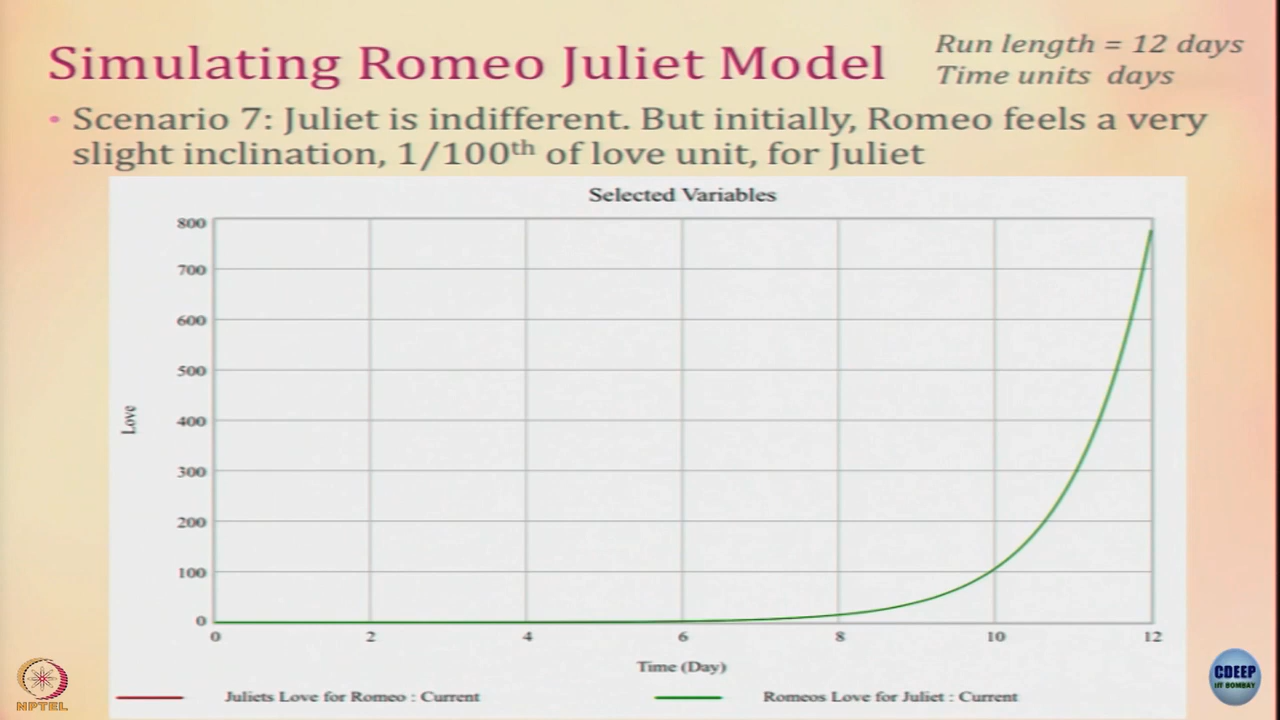 Simulating Romeo Juliet Model
Run length = 12 days
Time units days
• Scenario 7: Juliet is indifferent. But initially, Romeo feels a very
slight inclination, 1/100th of love unit, for Juliet
Selected Variables
800
700
600
500
400
300
200
100
0
Love
0 2 4 6 8 10 12
Time (Day)
Juliets Love for Romeo : Current
Romeos Love for Juliet : Current
NPTEL
CDEEP
IIT BOMBAY